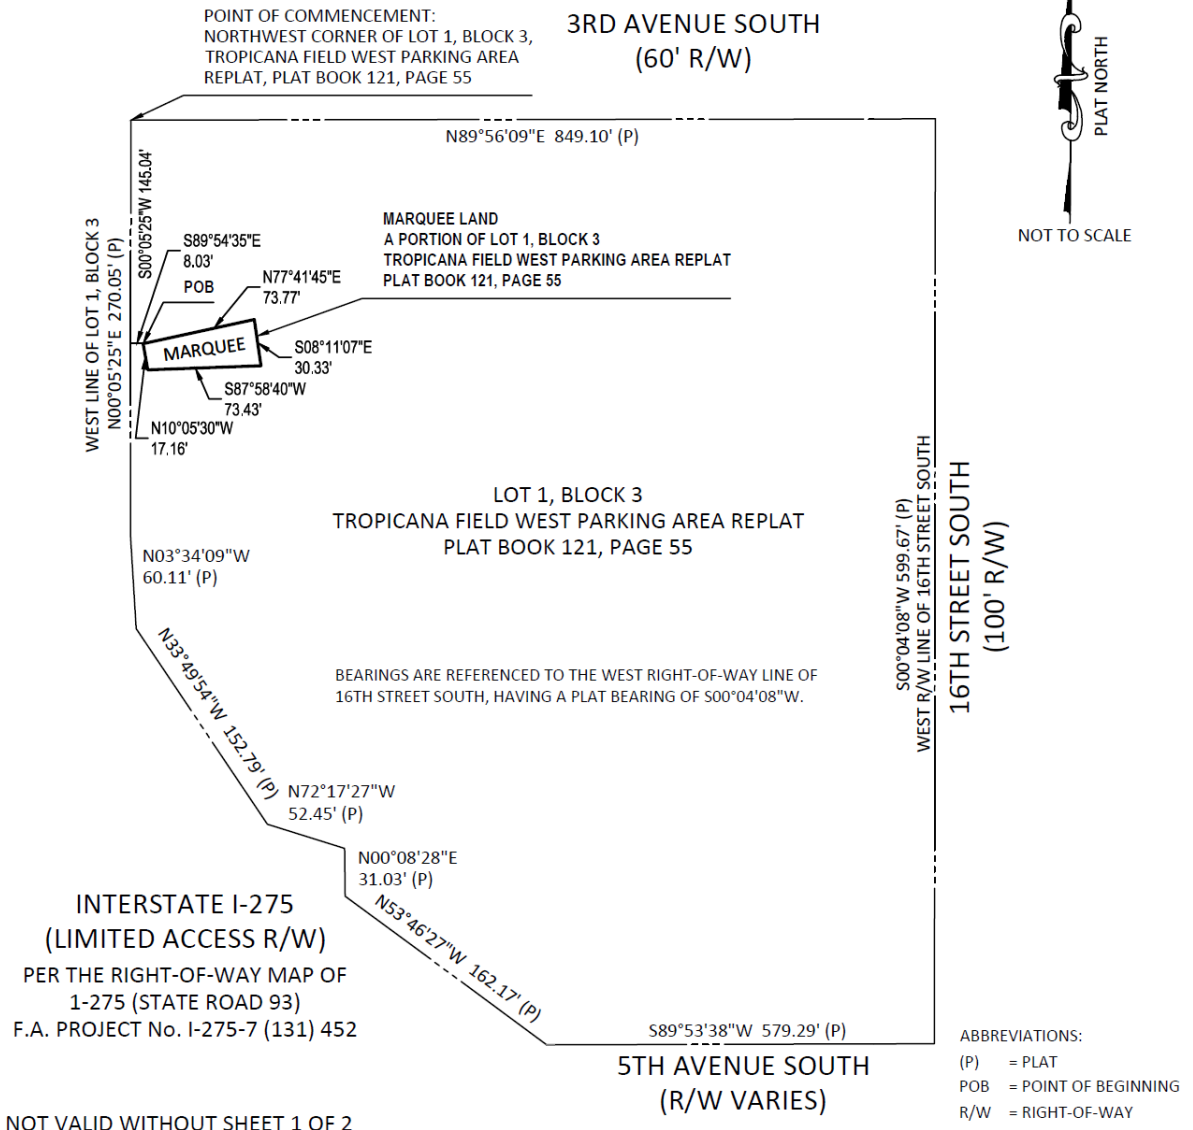 POINT OF COMMENCEMENT:
NORTHWEST CORNER OF LOT 1, BLOCK 3,
TROPICANA FIELD WEST PARKING AREA
REPLAT, PLAT BOOK 121, PAGE 55
3RD AVENUE SOUTH
(60' R/W)
PLAT NORTH
NOT TO SCALE
N89°56'09"E 849.10' (P)
S00°05'25"W 145.04'
WEST LINE OF LOT 1, BLOCK 3
N00°05'25"E 270.05' (P)
S89°54'35"E
8.03'
POB
N77°41'45"E
73.77'
MARQUEE LAND
A PORTION OF LOT 1, BLOCK 3
TROPICANA FIELD WEST PARKING AREA REPLAT
PLAT BOOK 121, PAGE 55
MARQUEE
S08°11'07"E
30.33'
S87°58'40"W
73.43'
N10°05'30"W
17.16'
LOT 1, BLOCK 3
TROPICANA FIELD WEST PARKING AREA REPLAT
PLAT BOOK 121, PAGE 55
S00°04'08"W 599.67' (P)
WEST R/W LINE OF 16TH STREET SOUTH
16TH STREET SOUTH
(100' R/W)
N03°34'09"W
60.11' (P)
N33°49'54"W 152.79' (P)
BEARINGS ARE REFERENCED TO THE WEST RIGHT-OF-WAY LINE OF
16TH STREET SOUTH, HAVING A PLAT BEARING OF S00°04'08"W.
N72°17'27"W
52.45' (P)
N00°08'28"E
31.03' (P)
N53°46'27"W 162.17' (P)
INTERSTATE I-275
(LIMITED ACCESS R/W)
PER THE RIGHT-OF-WAY MAP OF
1-275 (STATE ROAD 93)
F.A. PROJECT No. I-275-7 (131) 452
S89°53'38"W 579.29' (P)
5TH AVENUE SOUTH
(R/W VARIES)
ABBREVIATIONS:
(P) = PLAT
POB = POINT OF BEGINNING
R/W = RIGHT-OF-WAY
NOT VALID WITHOUT SHEET 1 OF 2